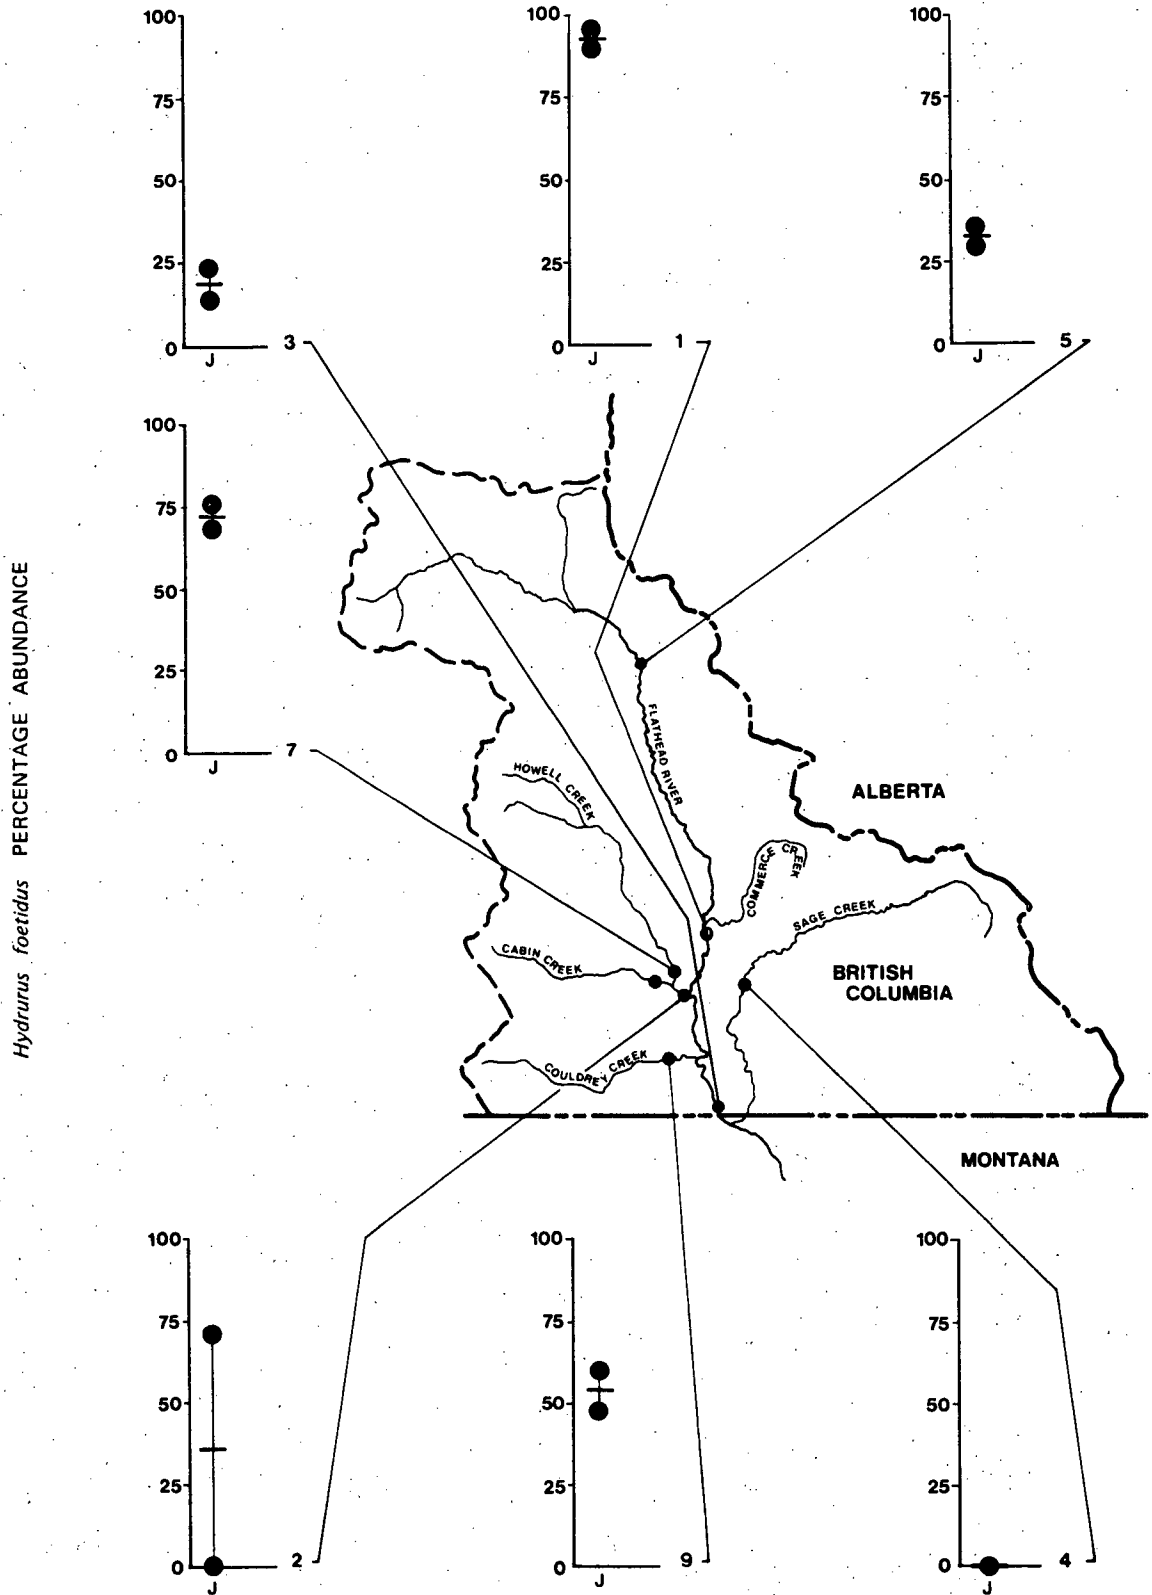 100
75
50
25
0
J
3
100
75
50
25
0
J
1
100
75
50
25
0
J
5
Hydrurus foetidus PERCENTAGE ABUNDANCE
100
75
50
25
0
J
7
FLATHEAD RIVER
HOWELL CREEK
ALBERTA
COMMERCE CREEK
SAGE CREEK
CABIN CREEK
BRITISH
COLUMBIA
COULDREY CREEK
MONTANA
100
75
50
25
0
J
2
100
75
50
25
0
J
9
100
75
50
25
0
J
4